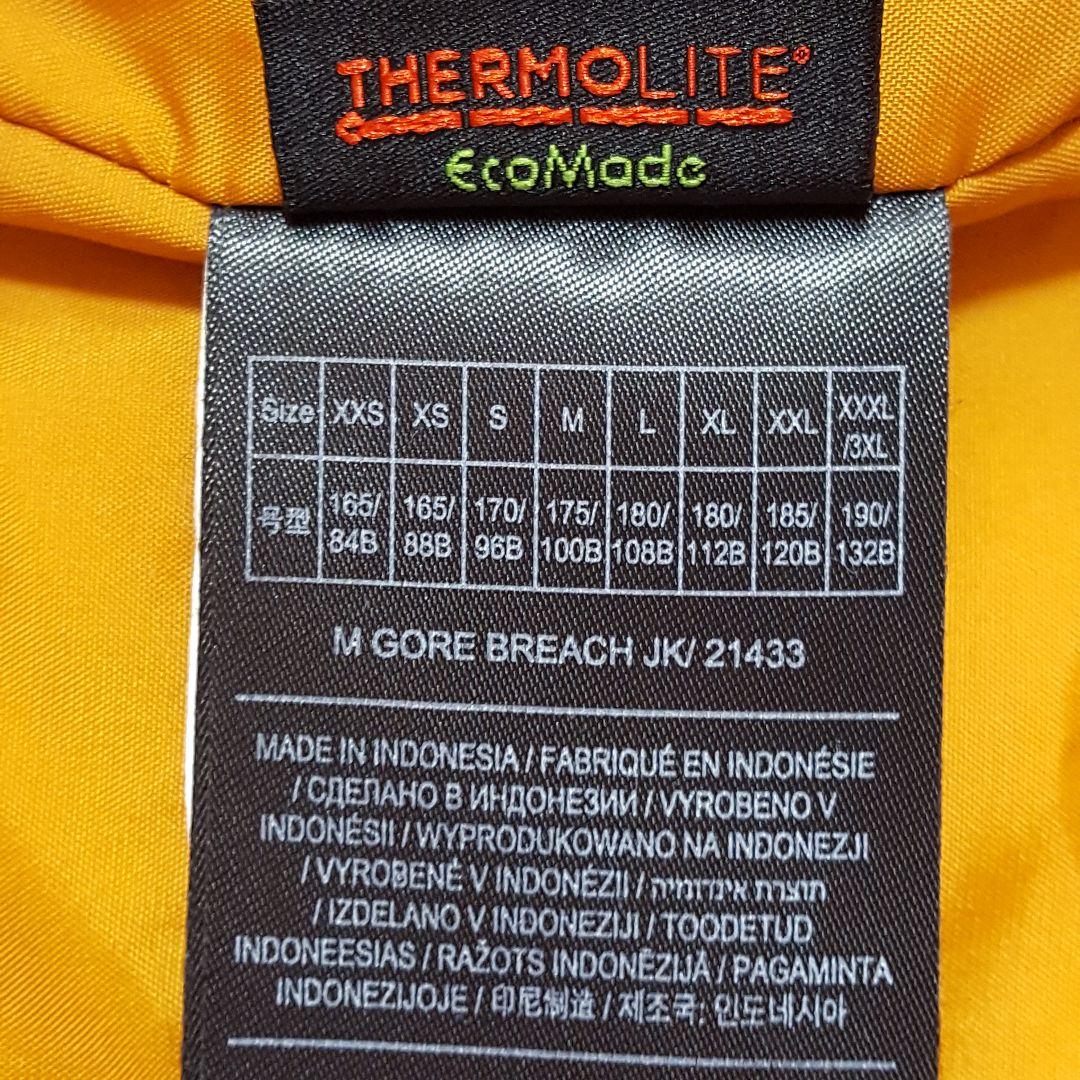 THERMOLITE®
EcoMade
Size XXS XS S M L XL XXL XXXL/3XL
号型 165/84B 165/88B 170/96B 175/100B 180/108B 180/112B 185/120B 190/132B
M GORE BREACH JK/ 21433
MADE IN INDONESIA / FABRIQUÉ EN INDONÉSIE
/ СДЕЛАНО В ИНДОНЕЗИИ / VYROBENO V
INDONÉSII / WYPRODUKOWANO NA INDONEZJI
/ VYROBENÉ V INDONÉZII / תוצרת אינדונזיה
/ IZDELANO V INDONEZIJI / TOODETUD
INDONEESIAS / RAŽOTS INDONĒZIJĀ / PAGAMINTA
INDONEZIJOJE / 印尼制造 / 제조국: 인도네시아